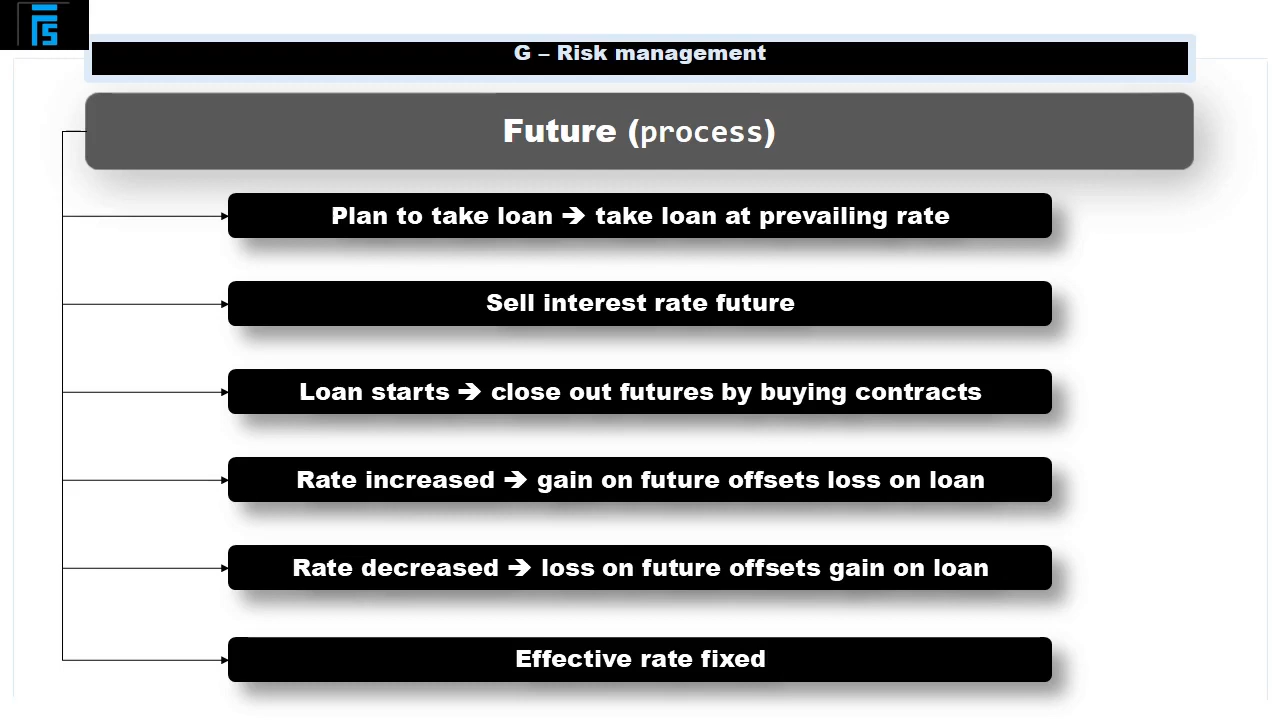 G – Risk management
Future (process)
Plan to take loan ➔ take loan at prevailing rate
Sell interest rate future
Loan starts ➔ close out futures by buying contracts
Rate increased ➔ gain on future offsets loss on loan
Rate decreased ➔ loss on future offsets gain on loan
Effective rate fixed